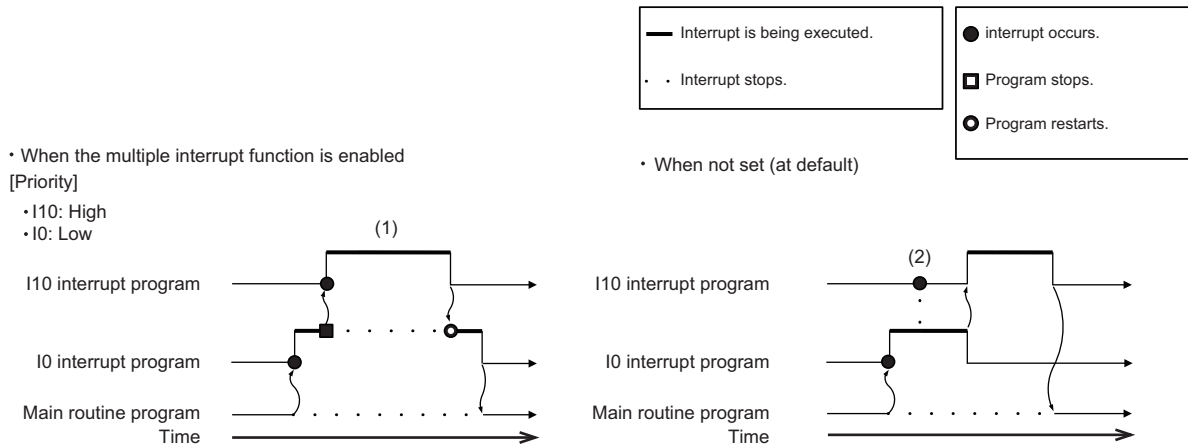 Interrupt is being executed.
Interrupt stops.
interrupt occurs.
Program stops.
Program restarts.
・When the multiple interrupt function is enabled
[Priority]
・I10: High
・I0: Low
(1)
I10 interrupt program
I0 interrupt program
Main routine program
Time
・When not set (at default)
(2)
I10 interrupt program
I0 interrupt program
Main routine program
Time